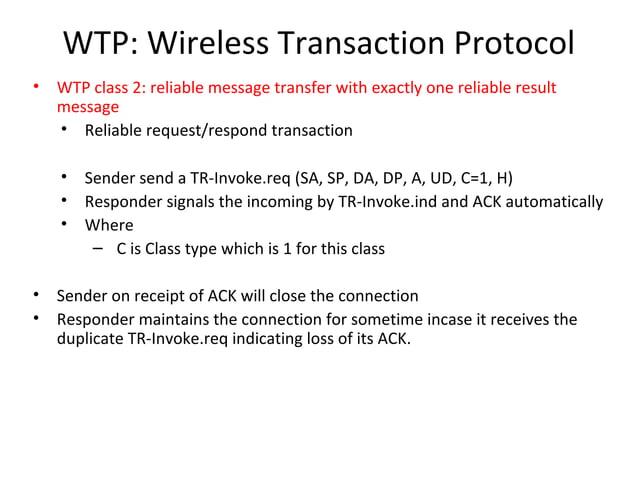 WTP: Wireless Transaction Protocol
• WTP class 2: reliable message transfer with exactly one reliable result
message
• Reliable request/respond transaction
• Sender send a TR-Invoke.req (SA, SP, DA, DP, A, UD, C=1, H)
• Responder signals the incoming by TR-Invoke.ind and ACK automatically
• Where
– C is Class type which is 1 for this class
• Sender on receipt of ACK will close the connection
• Responder maintains the connection for sometime incase it receives the
duplicate TR-Invoke.req indicating loss of its ACK.